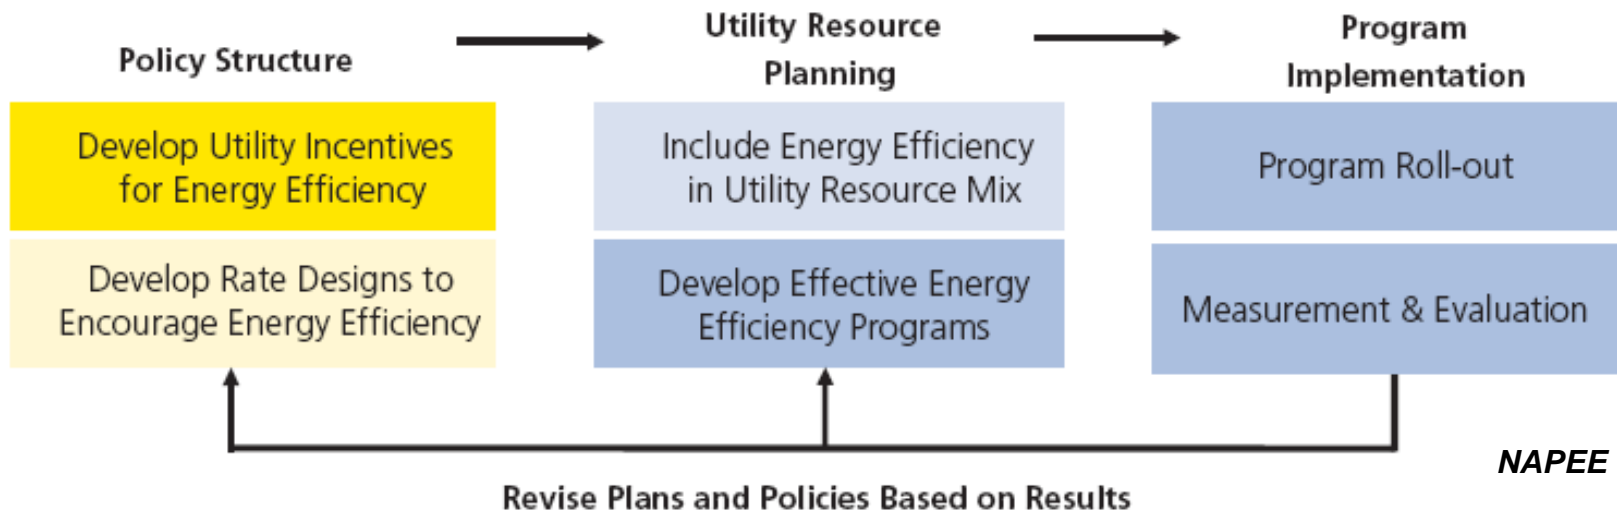 Policy Structure
Develop Utility Incentives
for Energy Efficiency
Develop Rate Designs to
Encourage Energy Efficiency
Utility Resource
Planning
Include Energy Efficiency
in Utility Resource Mix
Develop Effective Energy
Efficiency Programs
Program
Implementation
Program Roll-out
Measurement & Evaluation
Revise Plans and Policies Based on Results
NAPEE